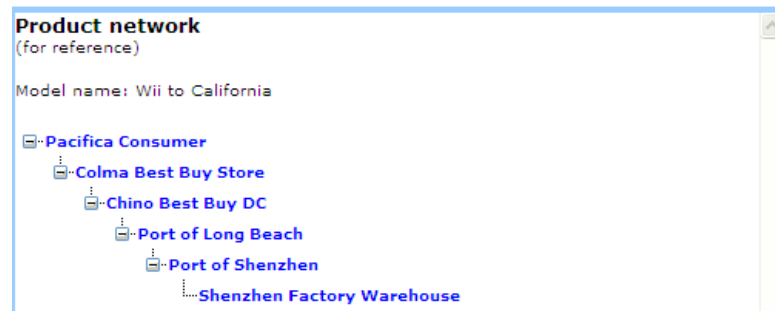 Product network
(for reference)
Model name: Wii to California
Pacifica Consumer
Colma Best Buy Store
Chino Best Buy DC
Port of Long Beach
Port of Shenzhen
Shenzhen Factory Warehouse